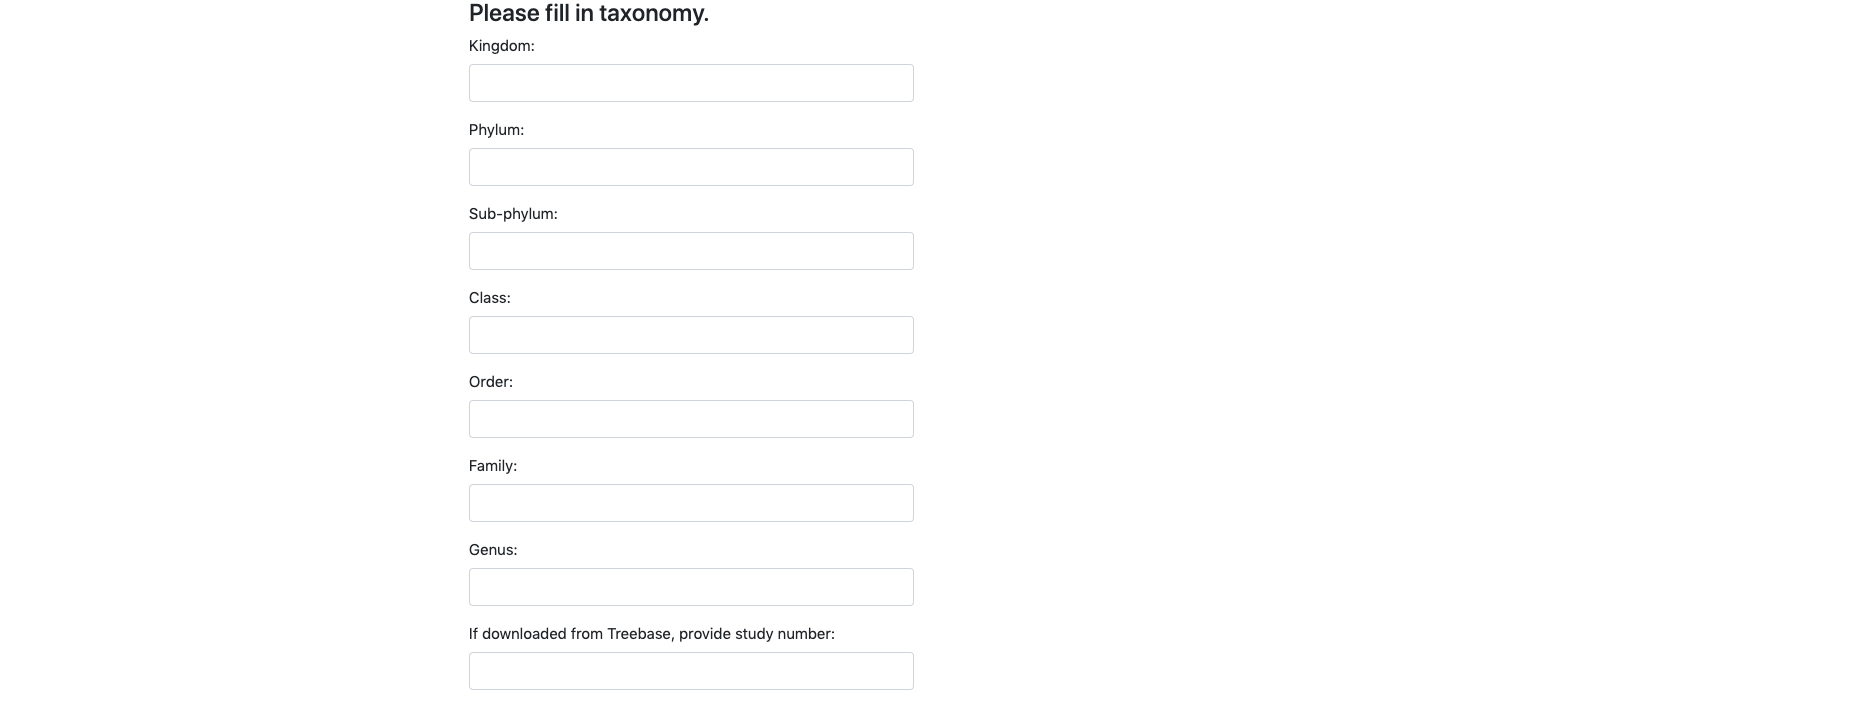 Please fill in taxonomy.
Kingdom:
Phylum:
Sub-phylum:
Class:
Order:
Family:
Genus:
If downloaded from Treebase, provide study number: